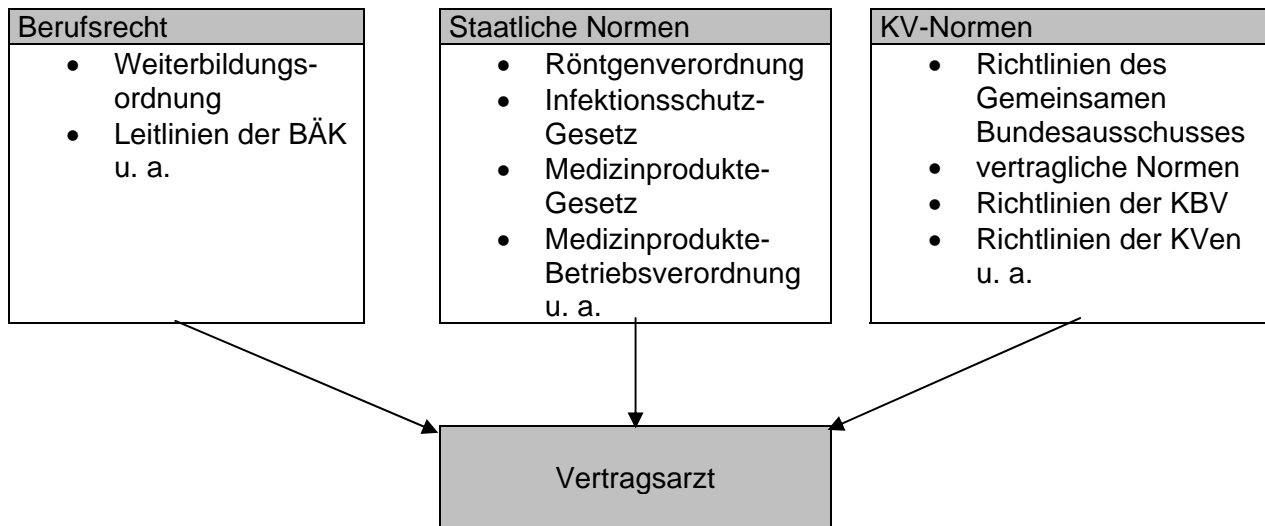 Berufsrecht
• Weiterbildungs-
ordnung
• Leitlinien der BÄK
u. a.
Staatliche Normen
• Röntgenverordnung
• Infektionsschutz-
Gesetz
• Medizinprodukte-
Gesetz
• Medizinprodukte-
Betriebsverordnung
u. a.
KV-Normen
• Richtlinien des
Gemeinsamen
Bundesausschusses
• vertragliche Normen
• Richtlinien der KBV
• Richtlinien der KVen
u. a.
Vertragsarzt